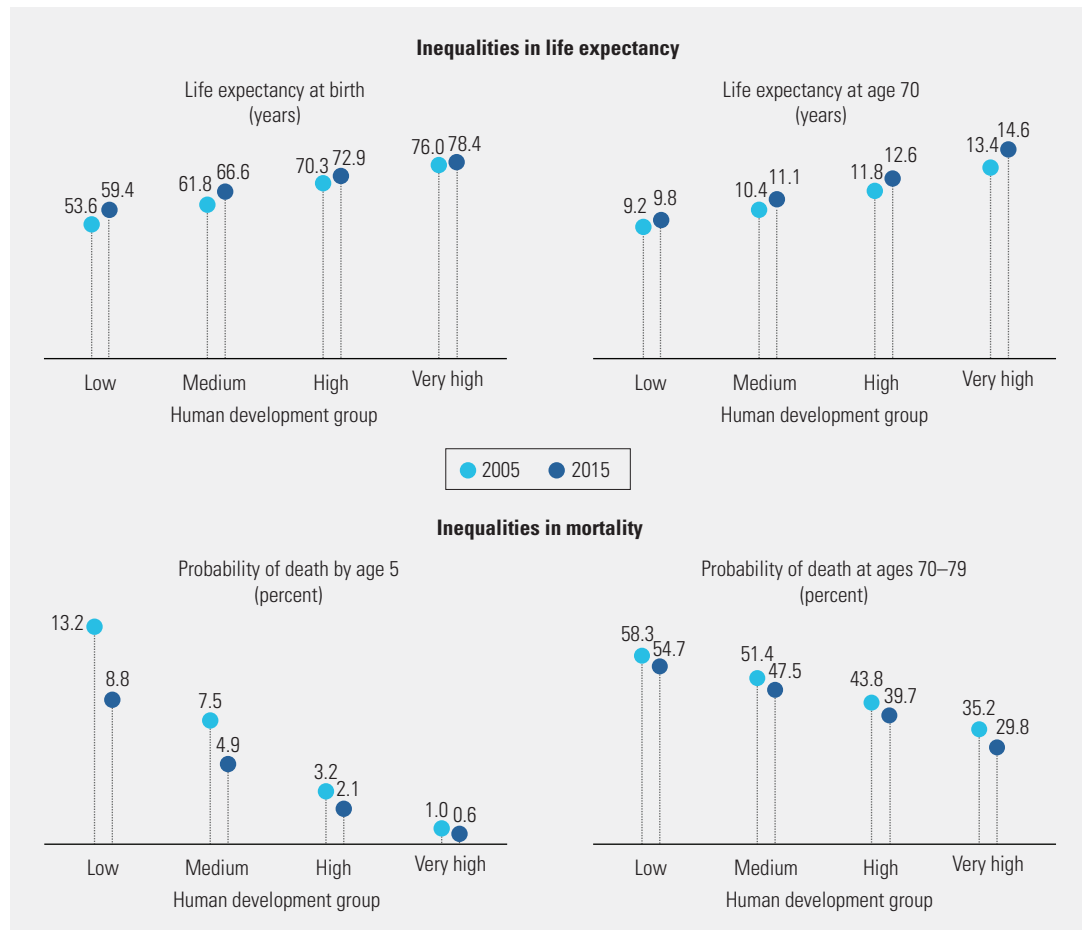 Inequalities in life expectancy
Life expectancy at birth
(years)
53.6
59.4
61.8
66.6
70.3
72.9
76.0
78.4
Low
Medium
High
Very high
Human development group
Life expectancy at age 70
(years)
9.2
9.8
10.4
11.1
11.8
12.6
13.4
14.6
Low
Medium
High
Very high
Human development group
2005
2015
Inequalities in mortality
Probability of death by age 5
(percent)
13.2
8.8
7.5
4.9
3.2
2.1
1.0
0.6
Low
Medium
High
Very high
Human development group
Probability of death at ages 70–79
(percent)
58.3
54.7
51.4
47.5
43.8
39.7
35.2
29.8
Low
Medium
High
Very high
Human development group